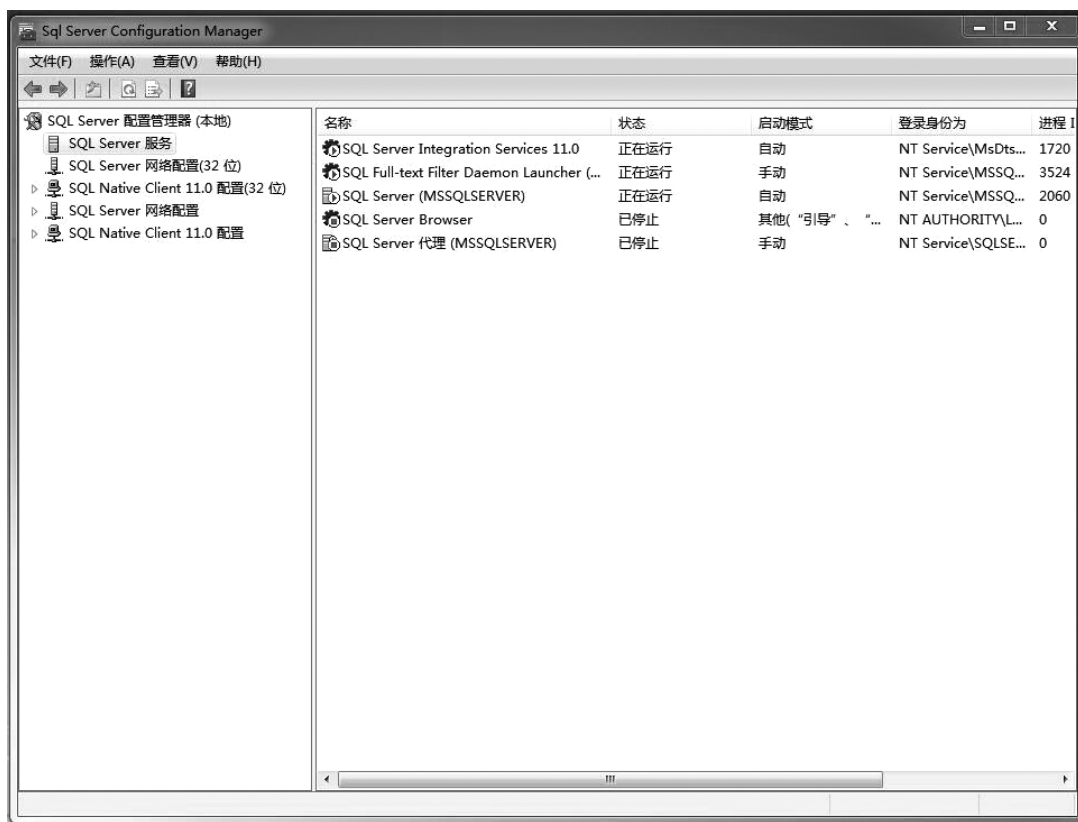 Sql Server Configuration Manager
文件(F) 操作(A) 查看(V) 帮助(H)
SQL Server 配置管理器 (本地)
SQL Server 服务
SQL Server 网络配置(32 位)
SQL Native Client 11.0 配置(32 位)
SQL Server 网络配置
SQL Native Client 11.0 配置
名称 状态 启动模式 登录身份为 进程 I
SQL Server Integration Services 11.0 正在运行 自动 NT Service\MsDts... 1720
SQL Full-text Filter Daemon Launcher (... 正在运行 手动 NT Service\MSSQ... 3524
SQL Server (MSSQLSERVER) 正在运行 自动 NT Service\MSSQ... 2060
SQL Server Browser 已停止 其他(“引导”、“... NT AUTHORITY\L... 0
SQL Server 代理 (MSSQLSERVER) 已停止 手动 NT Service\SQLSE... 0